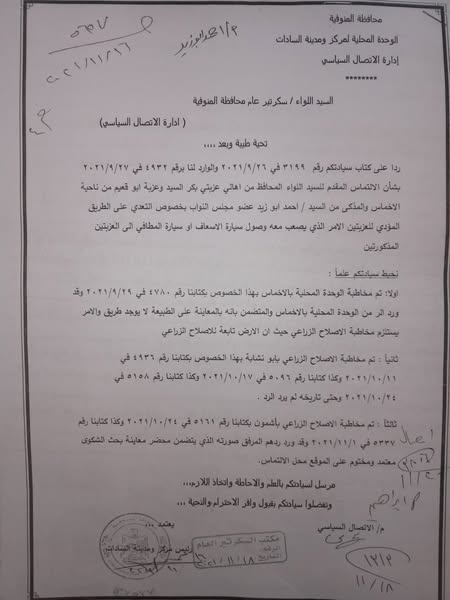 محافظة المنوفية
الوحدة المحلية لمركز ومدينة السادات
إدارة الاتصال السياسي
********
م/ احمد ابوزيد
٢٠٢١/١١/١٦
السيد اللواء / سكرتير عام محافظة المنوفية
( ادارة الاتصال السياسي )
تحية طيبة وبعد ،،،،
ردا على كتاب سيادتكم رقم ٣١٩٩ في ٢٠٢١/٩/٢٦ والوارد لنا برقم ٤٩٣٢ في ٢٠٢١/٩/٢٧
بشأن الالتماس المقدم للسيد اللواء المحافظ من اهالي عزبتي بكر السيد وعزبة ابو قعيم من ناحية
الاخماس والمذكى من السيد / احمد ابو زيد عضو مجلس النواب بخصوص التعدي على الطريق
المؤدي للعزبتين الامر الذي يصعب معه وصول سيارة الاسعاف او سيارة المطافي الى العزبتين
المذكورتين
نحيط سيادتكم علماً :
اولا: تم مخاطبة الوحدة المحلية بالاخماس بهذا الخصوص بكتابنا رقم ٤٧٨٠ في ٢٠٢١/٩/٢٩ وقد
ورد الر من الوحدة المحلية بالاخماس والمتضمن بانه بالمعاينة على الطبيعة لا يوجد طريق والامر
يستلزم مخاطبة الاصلاح الزراعي حيث ان الارض تابعة للاصلاح الزراعي
ثانياً : تم مخاطبة الاصلاح الزراعي بابو نشابة بهذا الخصوص بكتابنا رقم ٤٩٣٦ في
٢٠٢١/١٠/١١ وكذا كتابنا رقم ٥٠٩٦ في ٢٠٢١/١٠/١٧ وكذا كتابنا رقم ٥١٥٨ في
٢٠٢١/١٠/٢٤ وحتى تاريخه لم يرد الرد .
ثالثاً : تم مخاطبة الاصلاح الزراعي بأشمون بكتابنا رقم ٥١٦١ في ٢٠٢١/١٠/٢٤ وكذا كتابنا رقم
٥٣٣٧ في ٢٠٢١/١١/١ وقد ورد ردهم المرفق صورته الذي يتضمن محضر معاينة بحث الشكوى
معتمد ومختوم على الموقع محل الالتماس.
مرسل لسيادتكم بالعلم والاحاطة واتخاذ اللازم،،،
وتفضلوا سيادتكم بقبول وافر الاحترام والتحية ،،،
يعتمد ،،،
م/ الاتصال السياسي
رئيس مركز ومدينة السادات
مكتب السكرتير العام
الرقم:
التاريخ: ٢٠٢١/١١/١٨
م ابراهيم
١٢١٢
١١/١٨